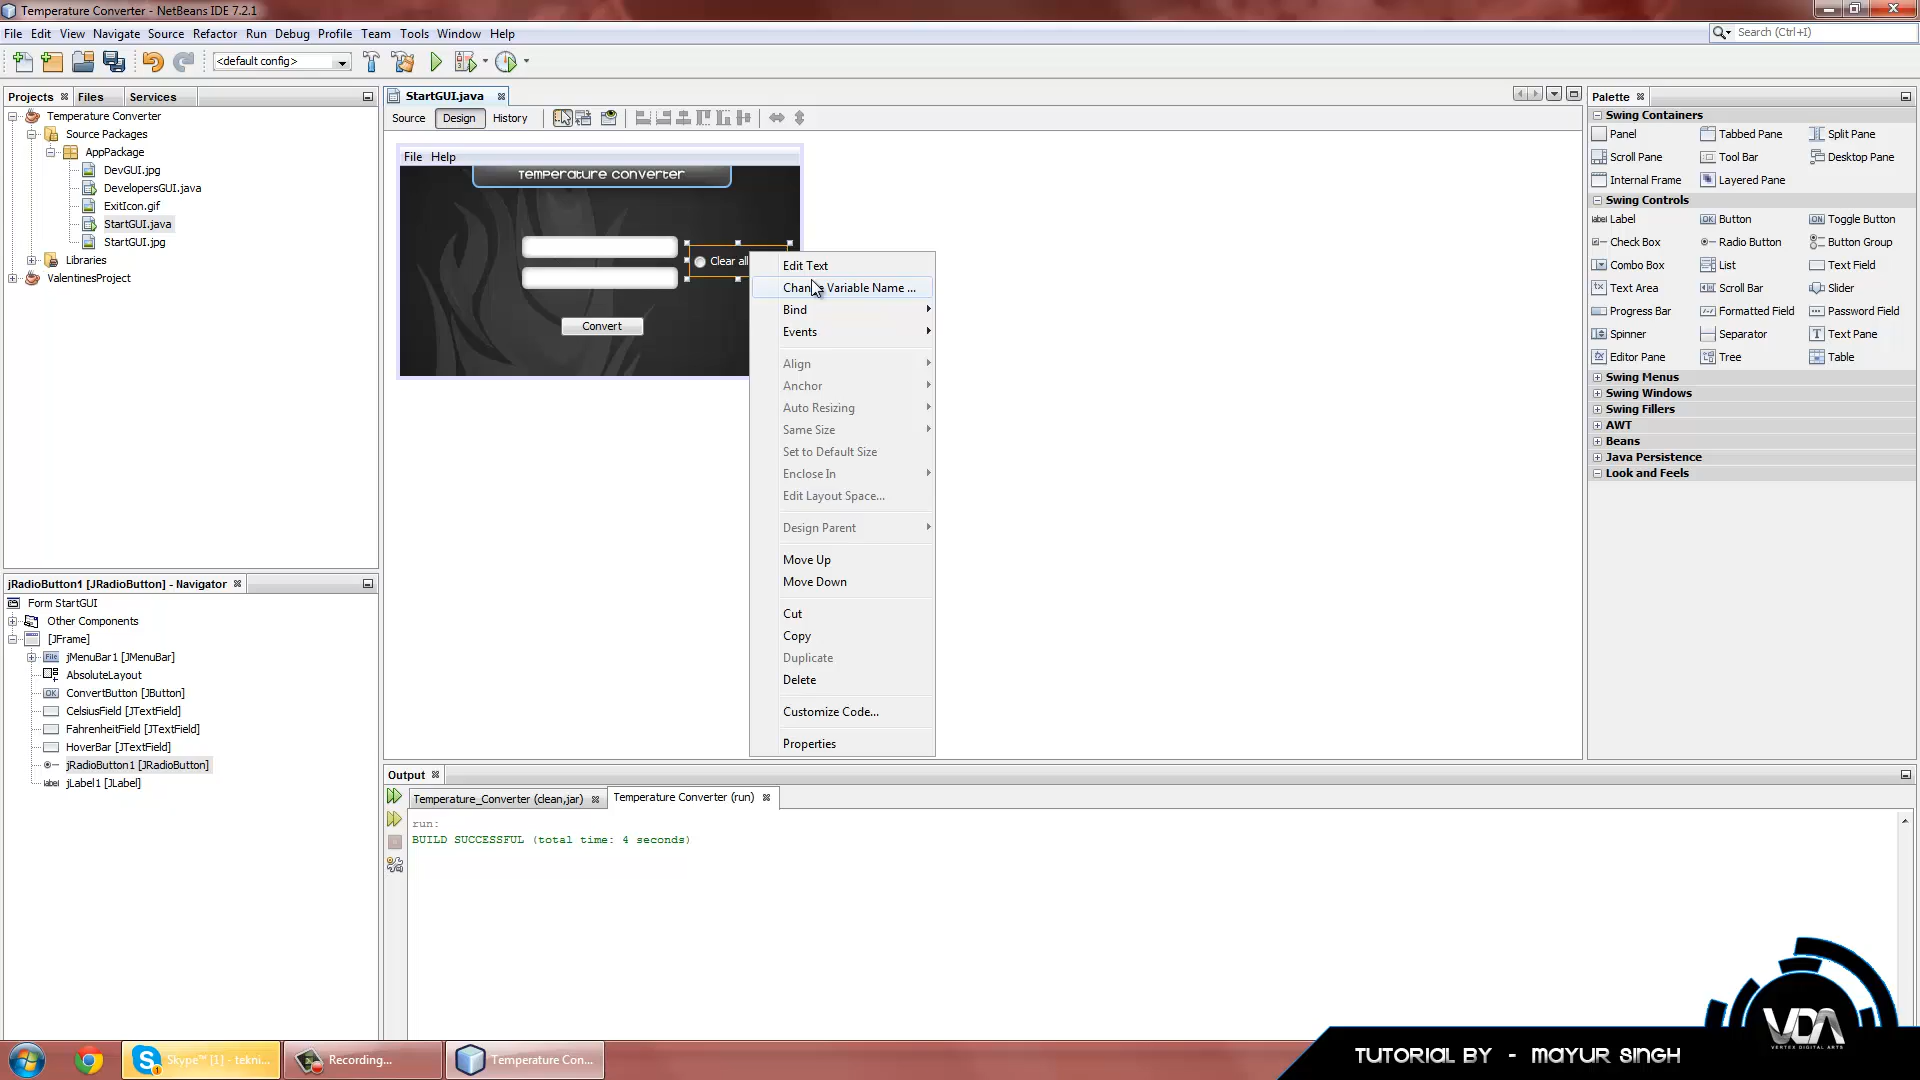 Temperature Converter - NetBeans IDE 7.2.1
File Edit View Navigate Source Refactor Run Debug Profile Team Tools Window Help
Search (Ctrl+I)
<default config>
Projects Files Services
Temperature Converter
Source Packages
AppPackage
DevGUI.jpg
DevelopersGUI.java
ExitIcon.gif
StartGUI.java
StartGUI.jpg
Libraries
ValentinesProject
jRadioButton1 [JRadioButton] - Navigator
Form StartGUI
Other Components
[JFrame]
jMenuBar1 [JMenuBar]
AbsoluteLayout
ConvertButton [JButton]
CelsiusField [JTextField]
FahrenheitField [JTextField]
HoverBar [JTextField]
jRadioButton1 [JRadioButton]
jLabel1 [JLabel]
StartGUI.java
Source Design History
File Help
Temperature Converter
Clear all
Convert
Edit Text
Change Variable Name ...
Bind
Events
Align
Anchor
Auto Resizing
Same Size
Set to Default Size
Enclose In
Edit Layout Space...
Design Parent
Move Up
Move Down
Cut
Copy
Duplicate
Delete
Customize Code...
Properties
Palette
Swing Containers
Panel Tabbed Pane Split Pane
Scroll Pane Tool Bar Desktop Pane
Internal Frame Layered Pane
Swing Controls
Label Button Toggle Button
Check Box Radio Button Button Group
Combo Box List Text Field
Text Area Scroll Bar Slider
Progress Bar Formatted Field Password Field
Spinner Separator Text Pane
Editor Pane Tree Table
Swing Menus
Swing Windows
Swing Fillers
AWT
Beans
Java Persistence
Look and Feels
Output
Temperature_Converter (clean,jar) Temperature Converter (run)
run:
BUILD SUCCESSFUL (total time: 4 seconds)
Skype™ [1] - tekni...
Recording...
Temperature Con...
VDA
VERTEX DIGITAL ARTS
TUTORIAL BY - MAYUR SINGH